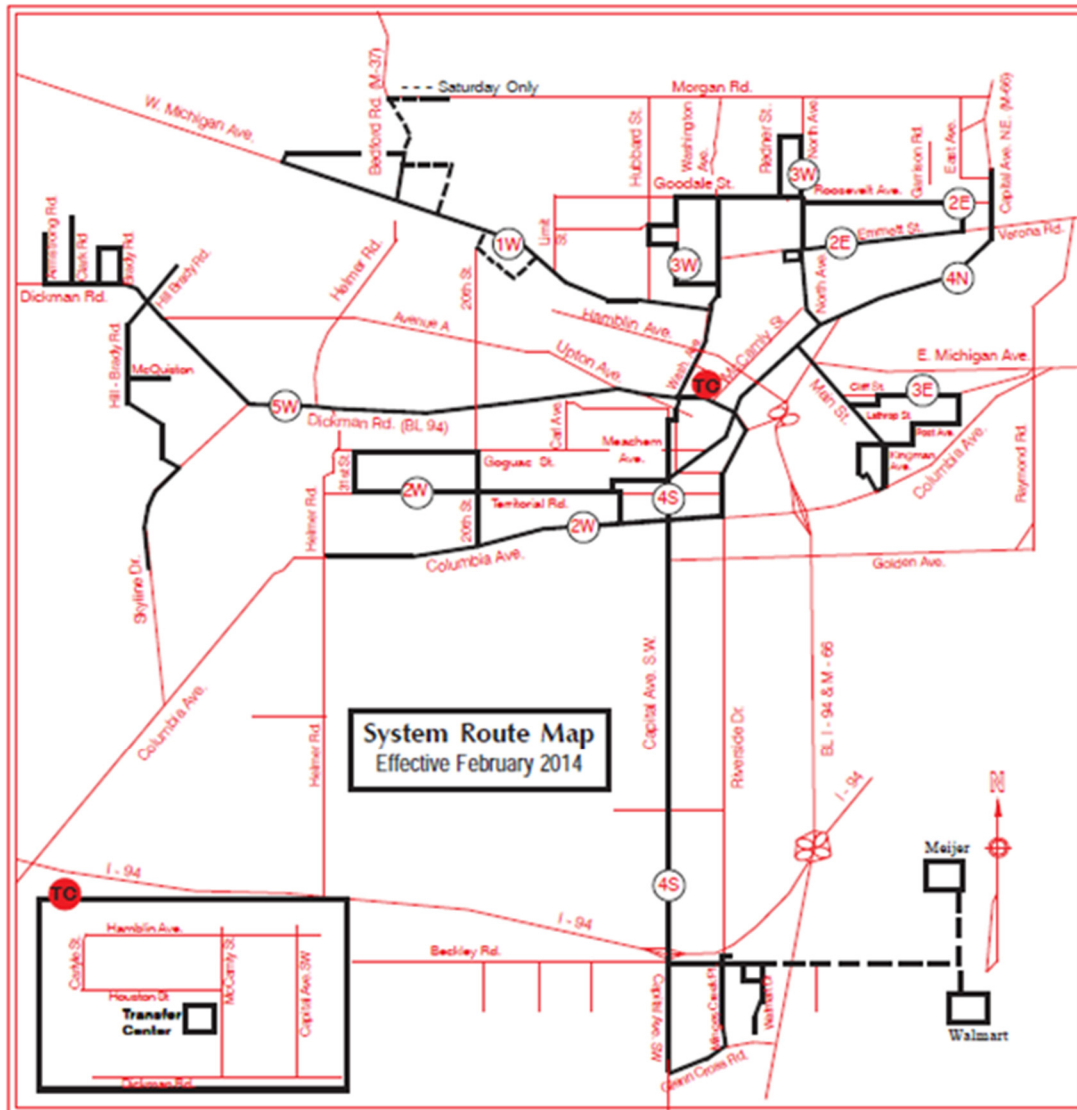 Bedford Rd. (M-37)
- - - Saturday Only
Morgan Rd.
Capital Ave. N.E. (M-66)
W. Michigan Ave.
Hubbard St.
Washington
Ave.
Redner St.
North Ave.
Garrison Rd.
East Ave.
3W
Goodale St.
Roosevelt Ave.
2E
Armstrong Rd.
Clark Rd.
Brady Rd.
Hill Brady Rd.
Helmer Rd.
1W
Limit
St.
3W
Emmett St.
2E
Verona Rd.
4N
Dickman Rd.
20th St.
North Ave.
Avenue A
Hamblin Ave.
Upton Ave.
Wash. Ave.
McCamly St.
TC
E. Michigan Ave.
Hill - Brady Rd.
McQuiston
5W
Dickman Rd. (BL 94)
Main St.
Cliff St.
3E
Lathrop St.
Post Ave.
Kingman
Ave.
Columbia Ave.
Raymond Rd.
Carl Ave
Meachem
Ave.
31st St
Goguac St.
2W
Territorial Rd.
4S
Helmer Rd.
20th St.
2W
Columbia Ave.
Golden Ave.
Skyline Dr.
Columbia Ave.
Helmer Rd.
System Route Map
Effective February 2014
Capital Ave. S.W.
Riverside Dr.
BL I - 94 & M - 66
I - 94
N
Meijer
4S
TC
I - 94
I - 94
Beckley Rd.
Capital Ave. SW
Minges Creek Pl.
Walmart Dr.
Glenn Cross Rd.
Walmart
Hamblin Ave.
Carlyle St.
McCamly St.
Capital Ave. SW
Houston St
Transfer
Center
Dickman Rd.